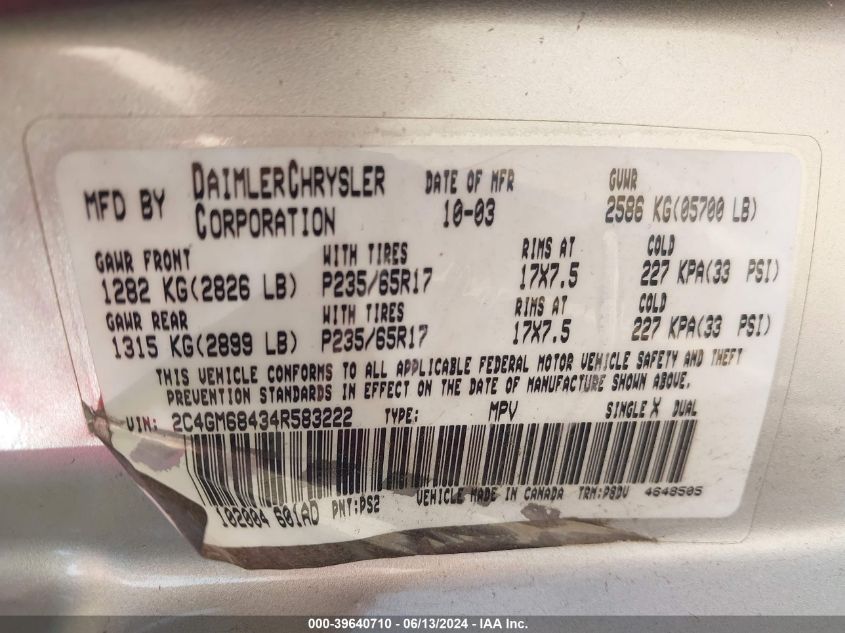 MFD BY DAIMLERCHRYSLER CORPORATION DATE OF MFR 10-03 GVWR 2586 KG(05700 LB)
GAWR FRONT WITH TIRES RIMS AT COLD
1282 KG(2826 LB) P235/65R17 17X7.5 227 KPA(33 PSI)
GAWR REAR WITH TIRES RIMS AT COLD
1315 KG(2899 LB) P235/65R17 17X7.5 227 KPA(33 PSI)
THIS VEHICLE CONFORMS TO ALL APPLICABLE FEDERAL MOTOR VEHICLE SAFETY AND THEFT
PREVENTION STANDARDS IN EFFECT ON THE DATE OF MANUFACTURE SHOWN ABOVE.
VIN: 2C4GM68434R583222 TYPE: MPV SINGLE X DUAL
102004 601AD PNT:PS2 VEHICLE MADE IN CANADA TRM:P8DV 4648505
000-39640710 - 06/13/2024 - IAA Inc.